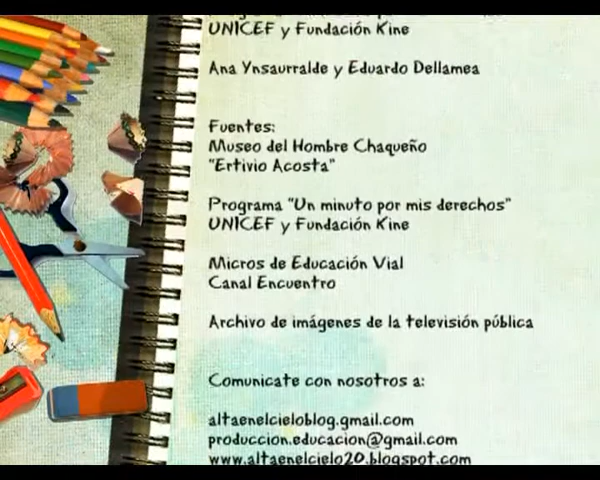 UNICEF y Fundación Kine
Ana Ynsaurralde y Eduardo Dellamea
Fuentes:
Museo del Hombre Chaqueño
"Ertivio Acosta"
Programa "Un minuto por mis derechos"
UNICEF y Fundación Kine
Micros de Educación Vial
Canal Encuentro
Archivo de imágenes de la televisión pública
Comunicate con nosotros a:
altaenelcieloblog.gmail.com
produccion.educacion@gmail.com
www.altaenelcielo20.blogspot.com